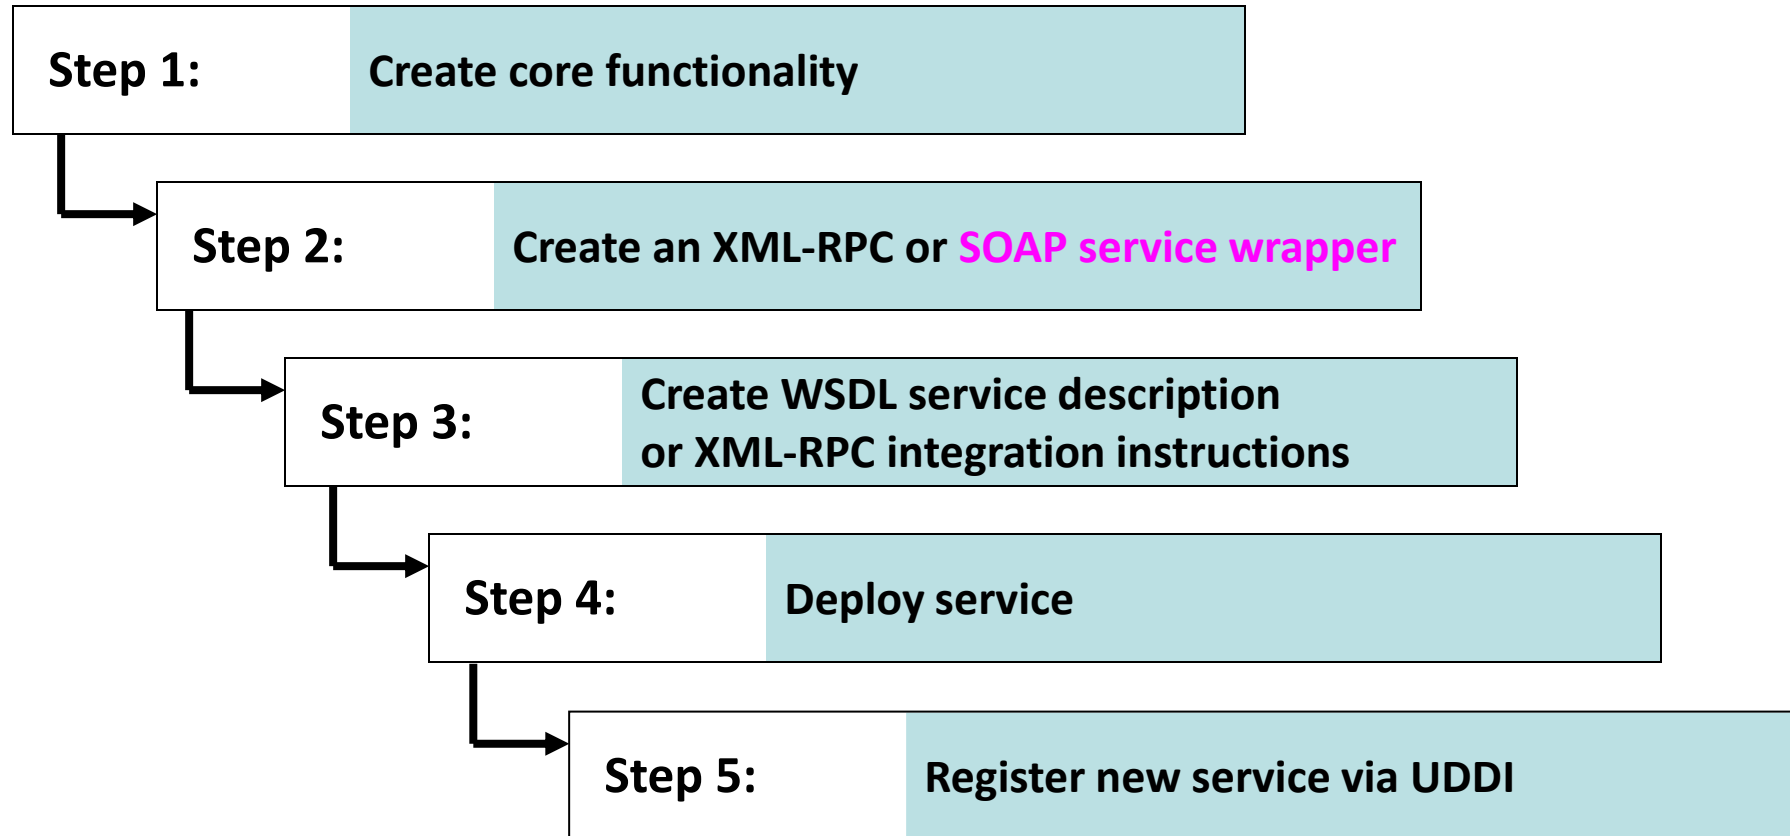 Step 1: Create core functionality
Step 2: Create an XML-RPC or SOAP service wrapper
Step 3: Create WSDL service description
or XML-RPC integration instructions
Step 4: Deploy service
Step 5: Register new service via UDDI